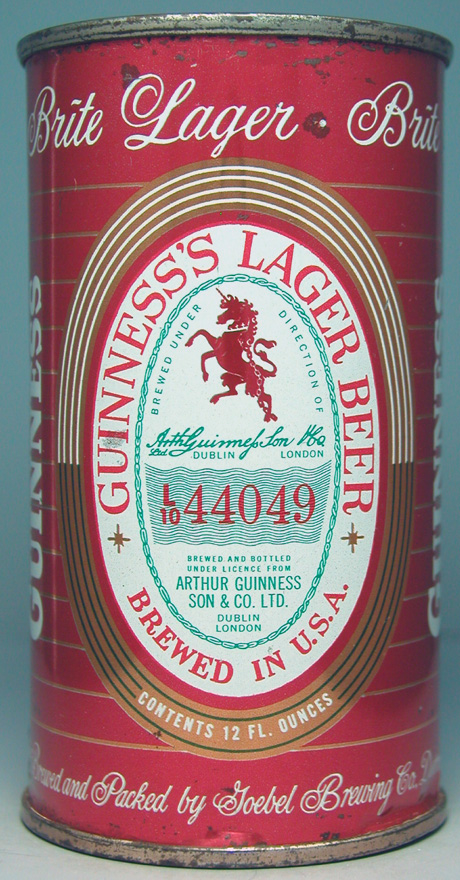 Brite Lager • Brite
GUINNESS
GUINNESS
GUINNESS'S LAGER BEER
BREWED UNDER DIRECTION OF
Arth Guinness Son & Co
Ltd DUBLIN LONDON
L/10 44049
BREWED AND BOTTLED
UNDER LICENCE FROM
ARTHUR GUINNESS
SON & CO. LTD.
DUBLIN
LONDON
BREWED IN U.S.A.
CONTENTS 12 FL. OUNCES
Brewed and Packed by Goebel Brewing Co.